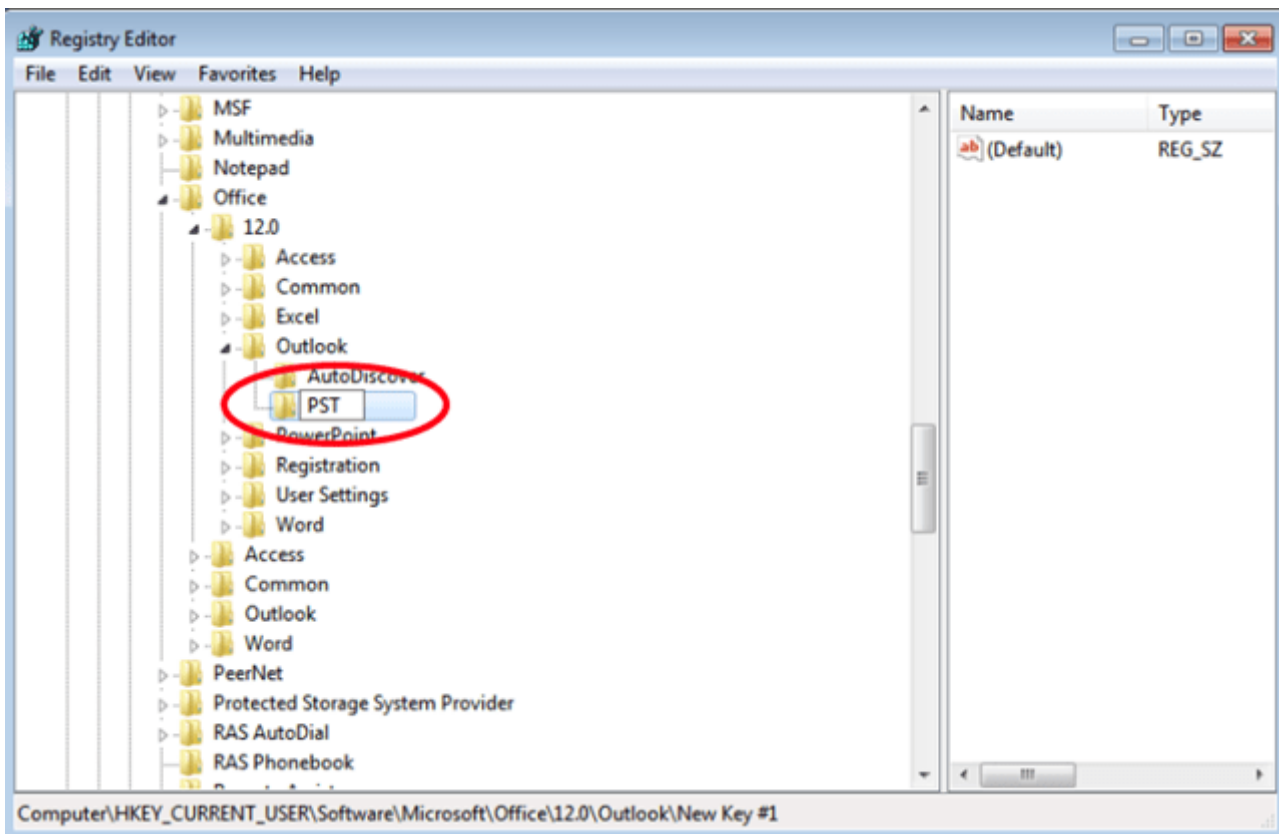 Registry Editor
File Edit View Favorites Help
MSF
Multimedia
Notepad
Office
12.0
Access
Common
Excel
Outlook
AutoDiscover
PST
PowerPoint
Registration
User Settings
Word
Access
Common
Outlook
Word
PeerNet
Protected Storage System Provider
RAS AutoDial
RAS Phonebook
Name Type
ab (Default) REG_SZ
Computer\HKEY_CURRENT_USER\Software\Microsoft\Office\12.0\Outlook\New Key #1